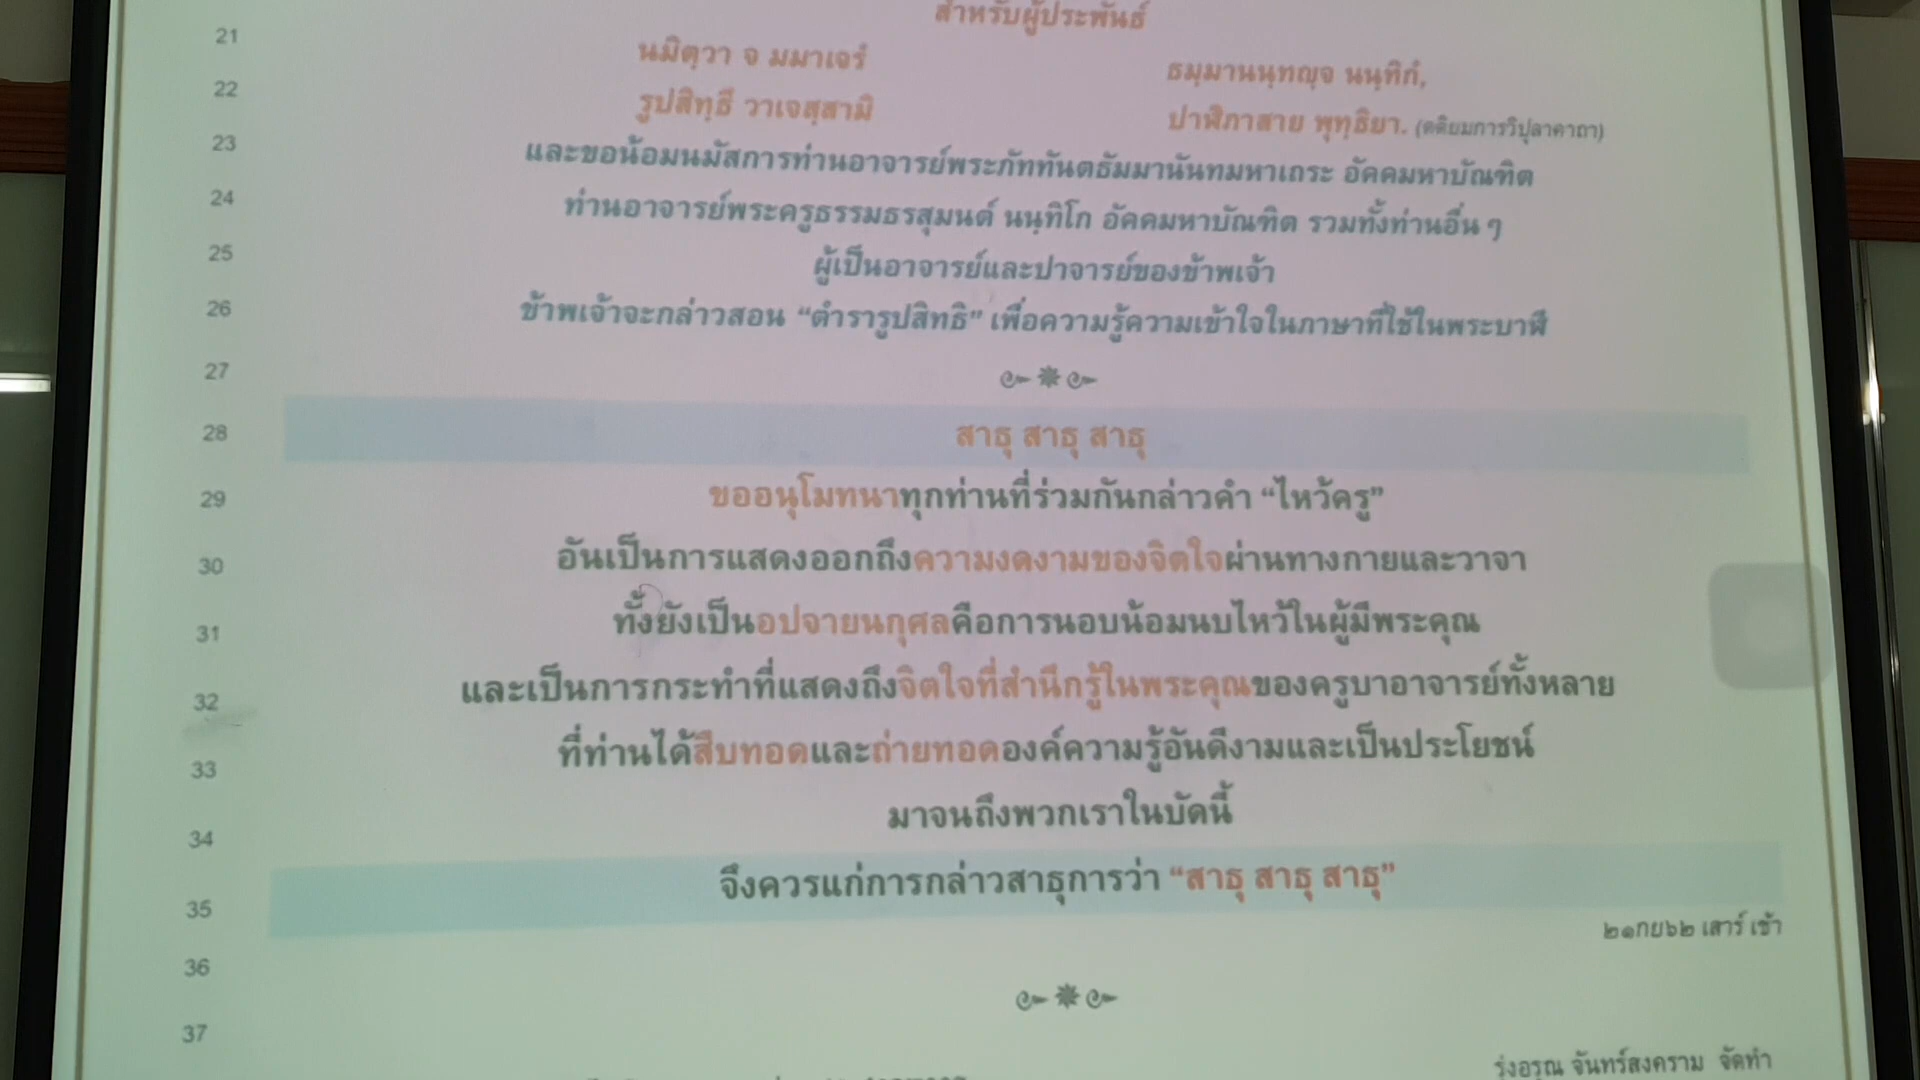 สำหรับผู้ประพันธ์
21 นมิตฺวา จ มมาเจรํ ธมฺมานนฺทญฺจ นนฺทิกํ,
22 รูปสิทฺธึ วาเจสฺสามิ ปาฬิภาสาย พุทฺธิยา. (ตติยมการวิปุลาคาถา)
23 และขอน้อมนมัสการท่านอาจารย์พระภัททันตธัมมานันทมหาเถระ อัคคมหาบัณฑิต
24 ท่านอาจารย์พระครูธรรมธรสุมนต์ นนฺทิโก อัคคมหาบัณฑิต รวมทั้งท่านอื่น ๆ
25 ผู้เป็นอาจารย์และปาจารย์ของข้าพเจ้า
26 ข้าพเจ้าจะกล่าวสอน “ตำรารูปสิทธิ” เพื่อความรู้ความเข้าใจในภาษาที่ใช้ในพระบาฬี
27
28 สาธุ สาธุ สาธุ
29 ขออนุโมทนาทุกท่านที่ร่วมกันกล่าวคำ “ไหว้ครู”
30 อันเป็นการแสดงออกถึงความงดงามของจิตใจผ่านทางกายและวาจา
31 ทั้งยังเป็นอปจายนกุศลคือการนอบน้อมนบไหว้ในผู้มีพระคุณ
32 และเป็นการกระทำที่แสดงถึงจิตใจที่สำนึกรู้ในพระคุณของครูบาอาจารย์ทั้งหลาย
33 ที่ท่านได้สืบทอดและถ่ายทอดองค์ความรู้อันดีงามและเป็นประโยชน์
34 มาจนถึงพวกเราในบัดนี้
35 จึงควรแก่การกล่าวสาธุการว่า “สาธุ สาธุ สาธุ”
๒๑กย๖๒ เสาร์ เช้า
36
37
รุ่งอรุณ จันทร์สงคราม จัดทำ